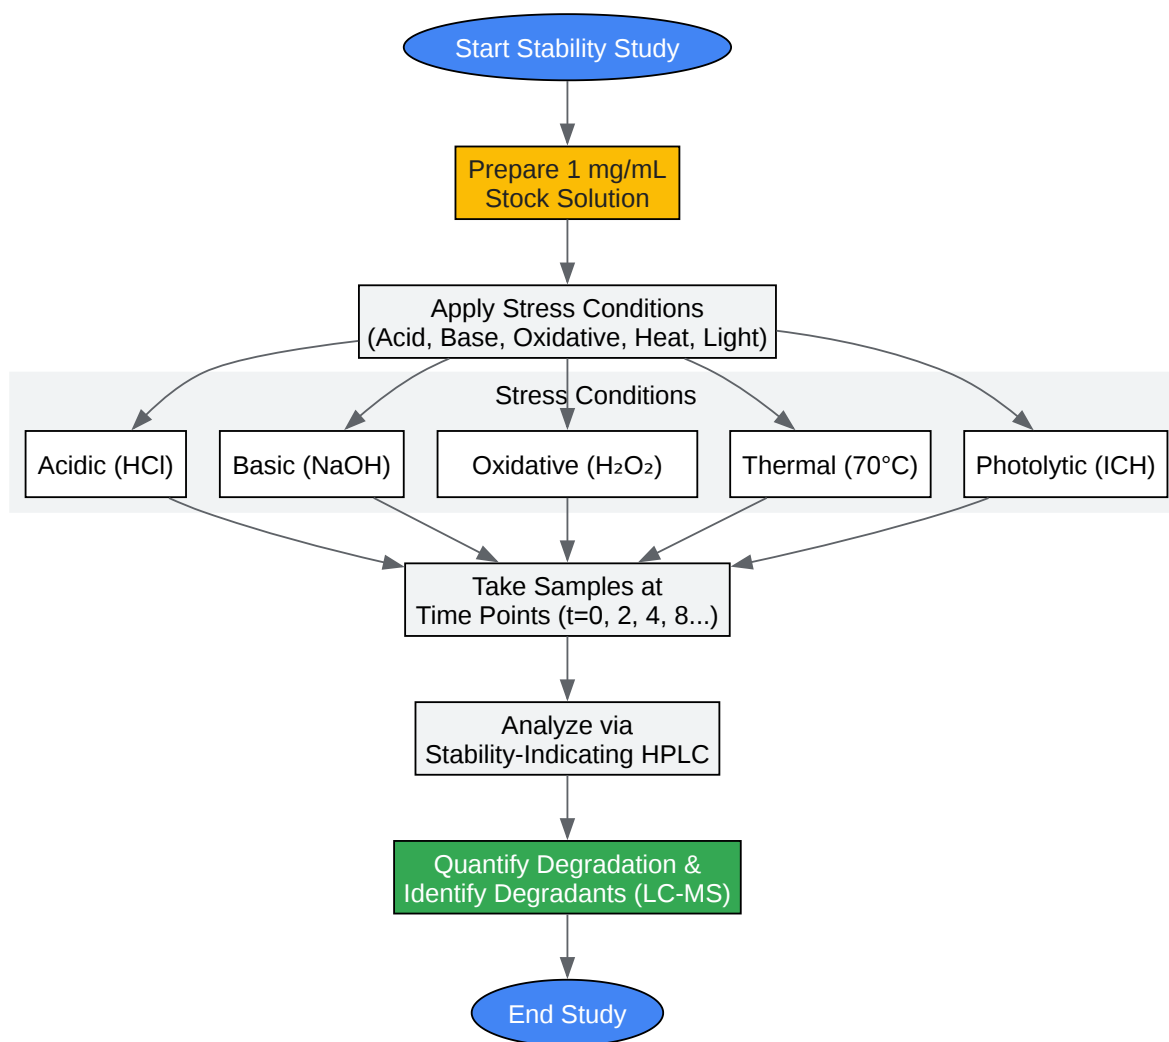 Start Stability Study
Prepare 1 mg/mL
Stock Solution
Apply Stress Conditions
(Acid, Base, Oxidative, Heat, Light)
Stress Conditions
Acidic (HCl)
Basic (NaOH)
Oxidative (H₂O₂)
Thermal (70°C)
Photolytic (ICH)
Take Samples at
Time Points (t=0, 2, 4, 8...)
Analyze via
Stability-Indicating HPLC
Quantify Degradation &
Identify Degradants (LC-MS)
End Study